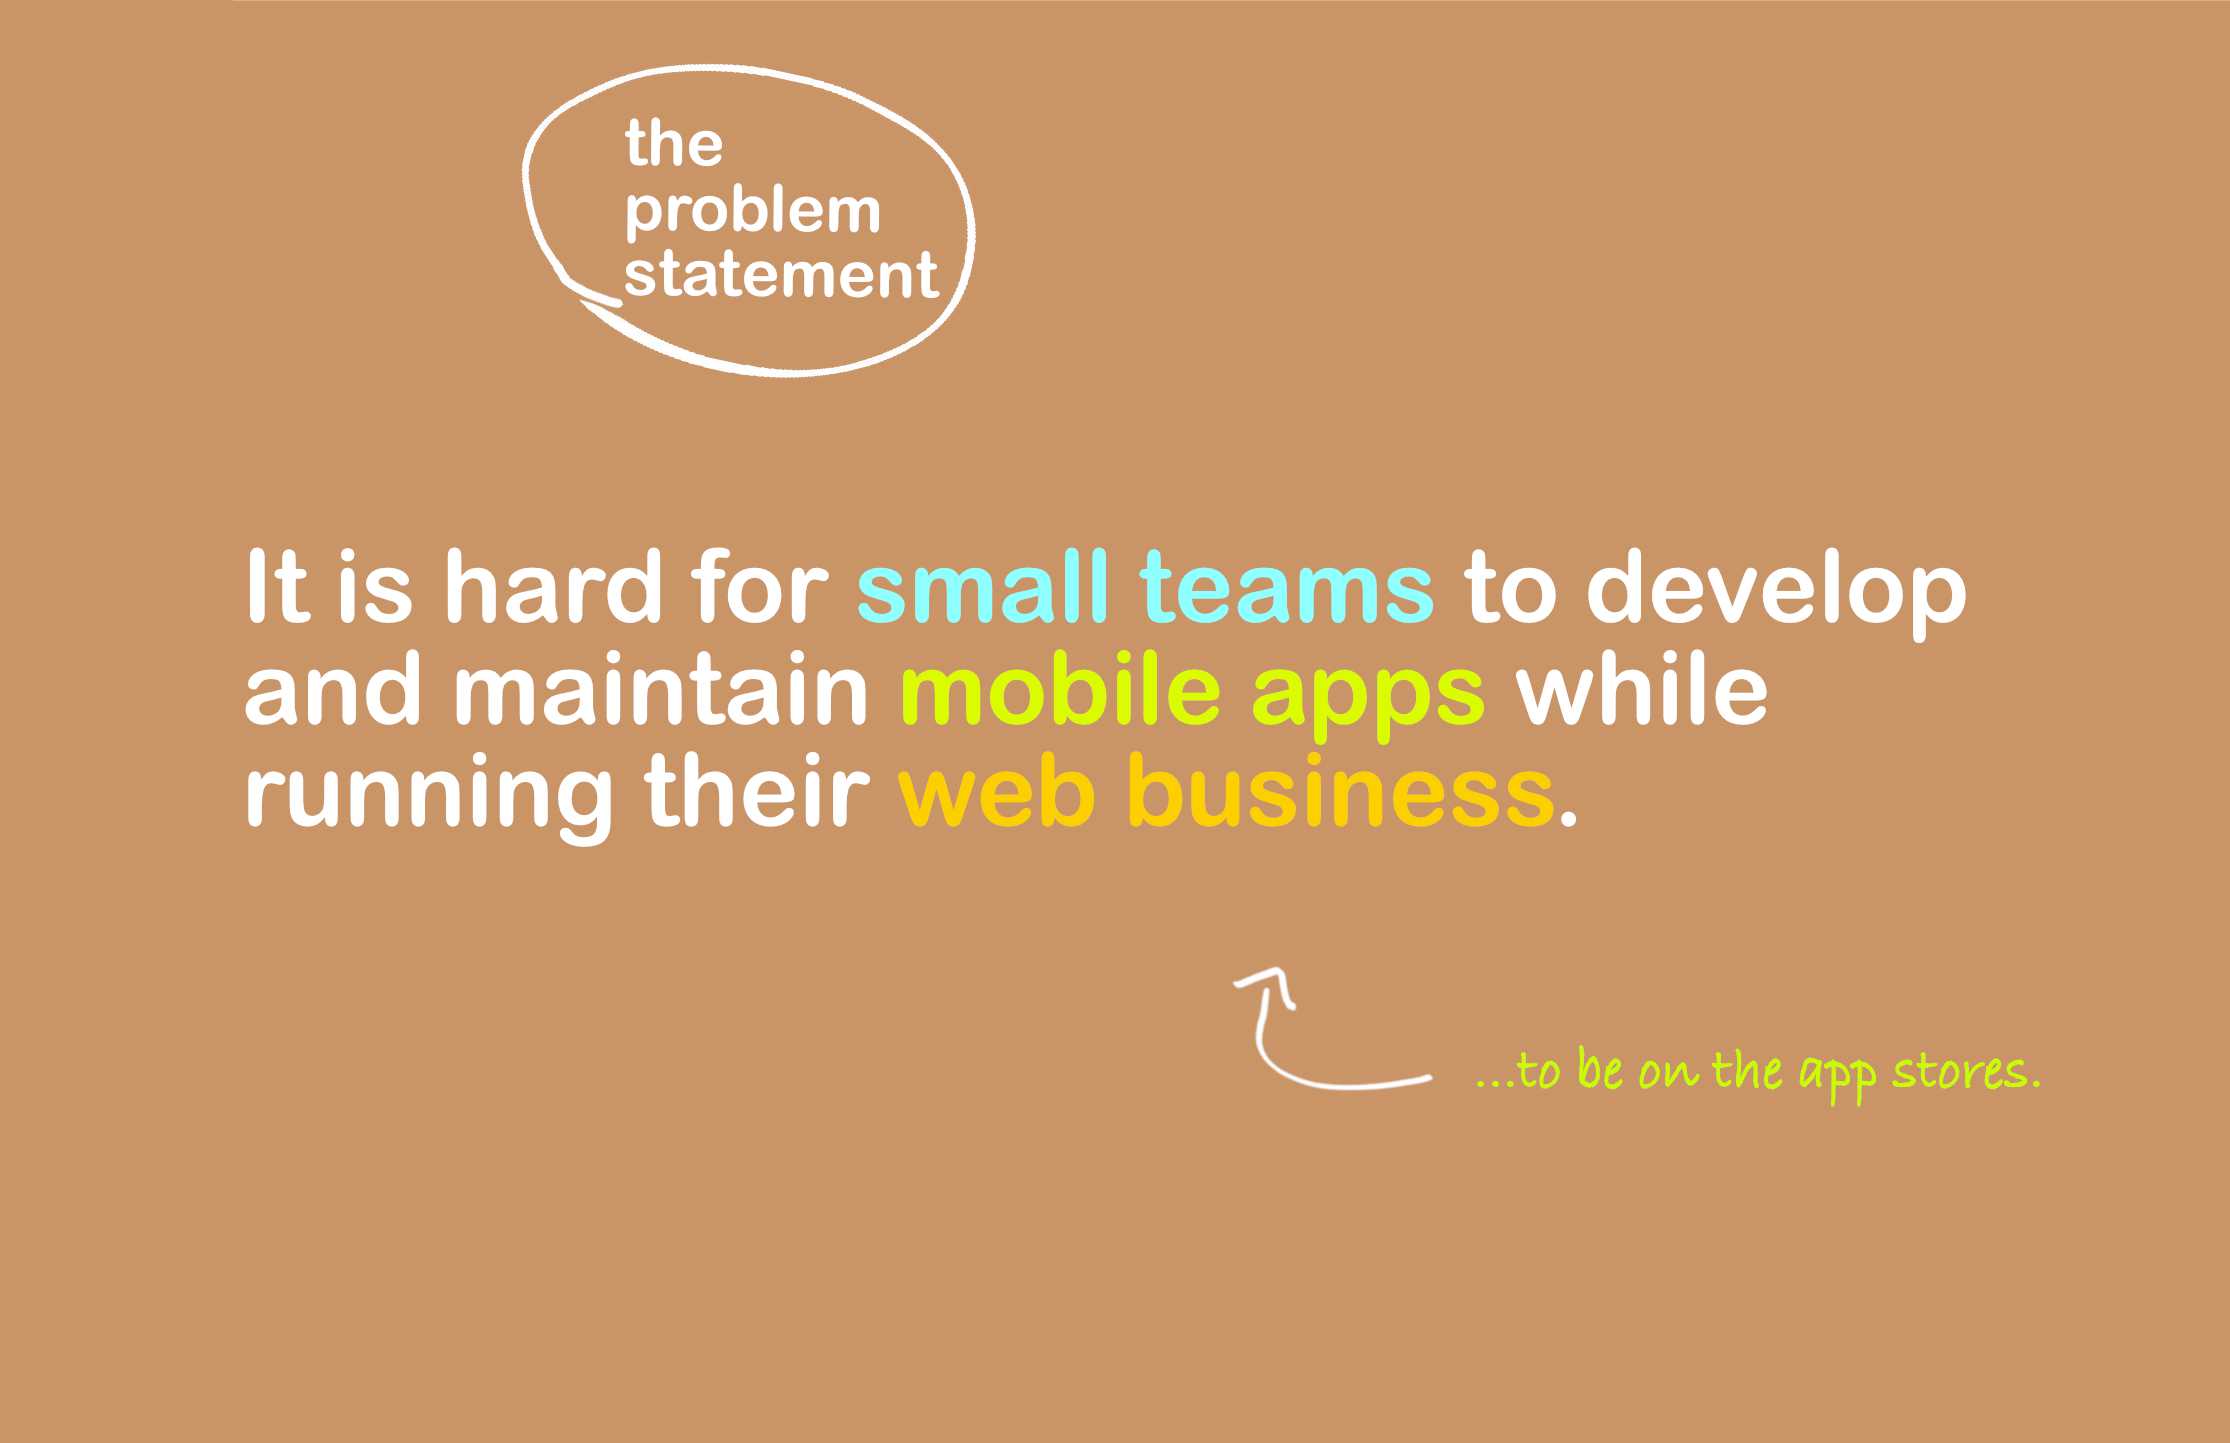 the
problem
statement
It is hard for small teams to develop
and maintain mobile apps while
running their web business.
...to be on the app stores.